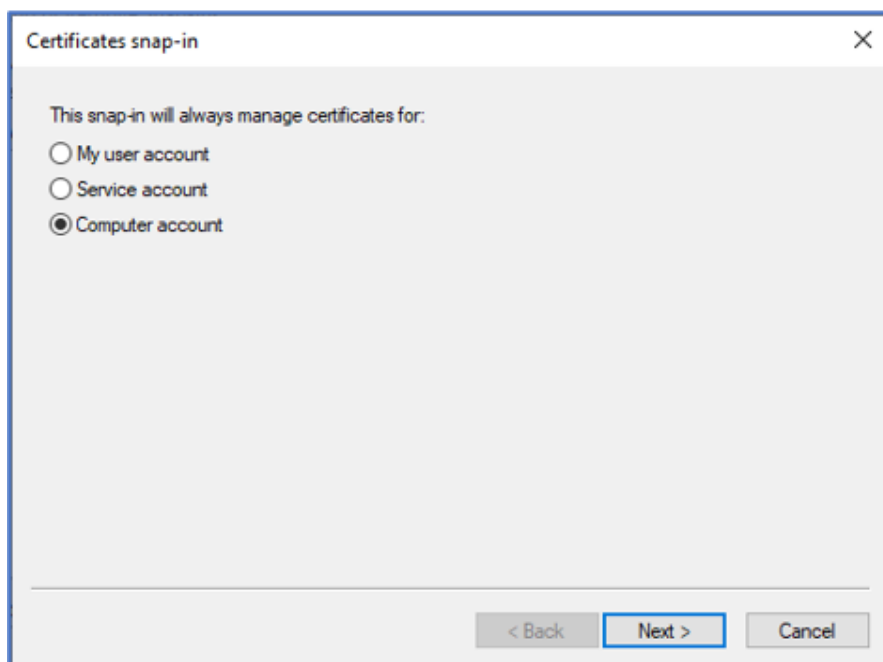 Certificates snap-in
This snap-in will always manage certificates for:
My user account
Service account
Computer account
< Back
Next >
Cancel